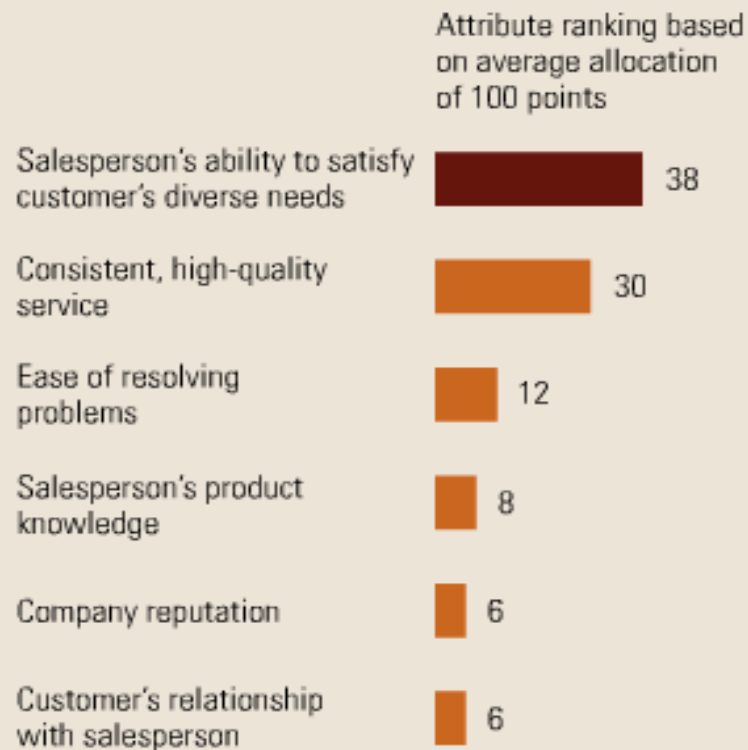 Attribute ranking based
on average allocation
of 100 points
Salesperson's ability to satisfy
customer's diverse needs
38
Consistent, high-quality
service
30
Ease of resolving
problems
12
Salesperson's product
knowledge
8
Company reputation
6
Customer's relationship
with salesperson
6